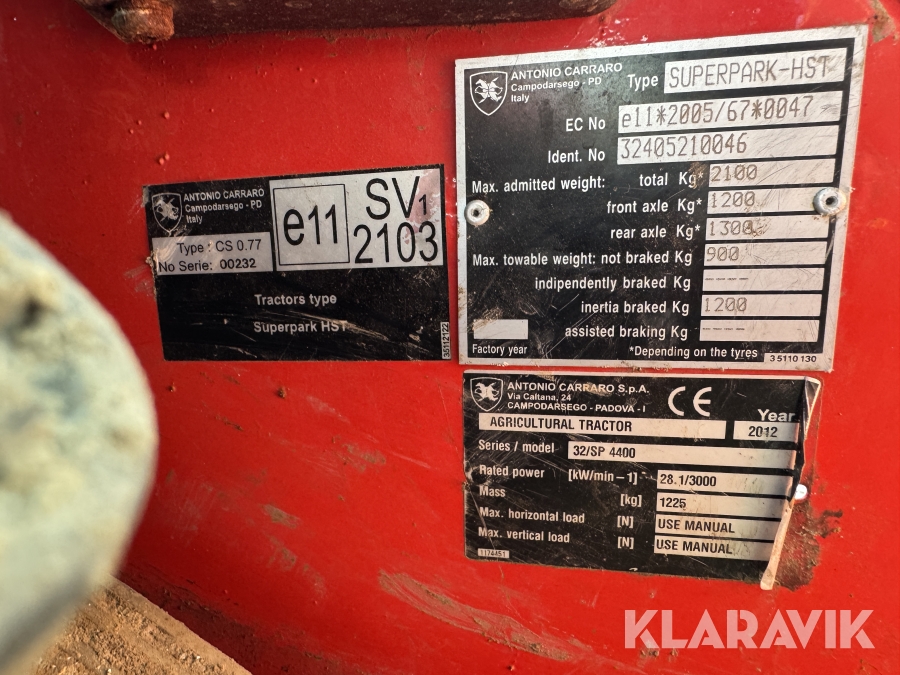 ANTONIO CARRARO
Campodarsego - PD
Italy
Type : CS 0.77
No Serie: 00232
e11
SV1
2103
Tractors type
Superpark HST
35112122
ANTONIO CARRARO
Campodarsego - PD
Italy
Type SUPERPARK-HST
EC No e11*2005/67*0047
Ident. No 32405210046
Max. admitted weight: total Kg* 2100
front axle Kg* 1200
rear axle Kg* 1300
Max. towable weight: not braked Kg 900
indipendently braked Kg ----
inertia braked Kg 1200
assisted braking Kg ----
Factory year
*Depending on the tyres
35110130
ANTONIO CARRARO S.p.A.
Via Caltana, 24
CAMPODARSEGO - PADOVA - I
CE
Year
AGRICULTURAL TRACTOR 2012
Series / model 32/SP 4400
Rated power [kW/min - 1] 28.1/3000
Mass [kg] 1225
Max. horizontal load [N] USE MANUAL
Max. vertical load [N] USE MANUAL
1174451
KLARAVIK